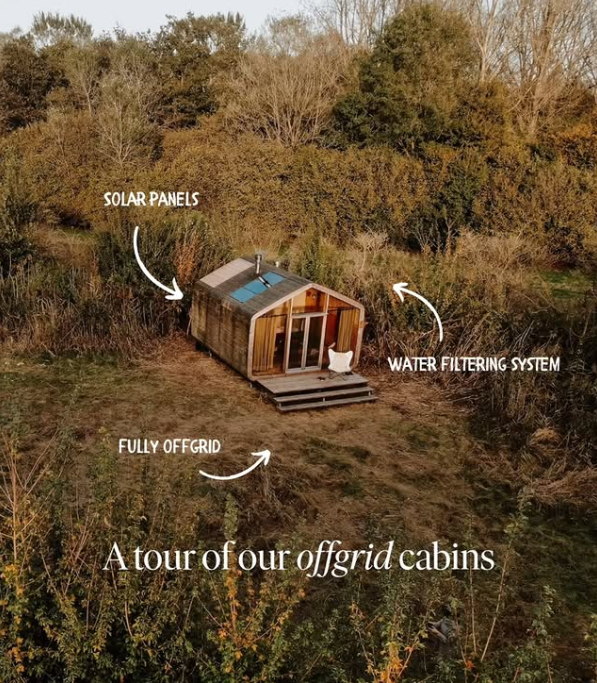 SOLAR PANELS
WATER FILTERING SYSTEM
FULLY OFFGRID
A tour of our offgrid cabins